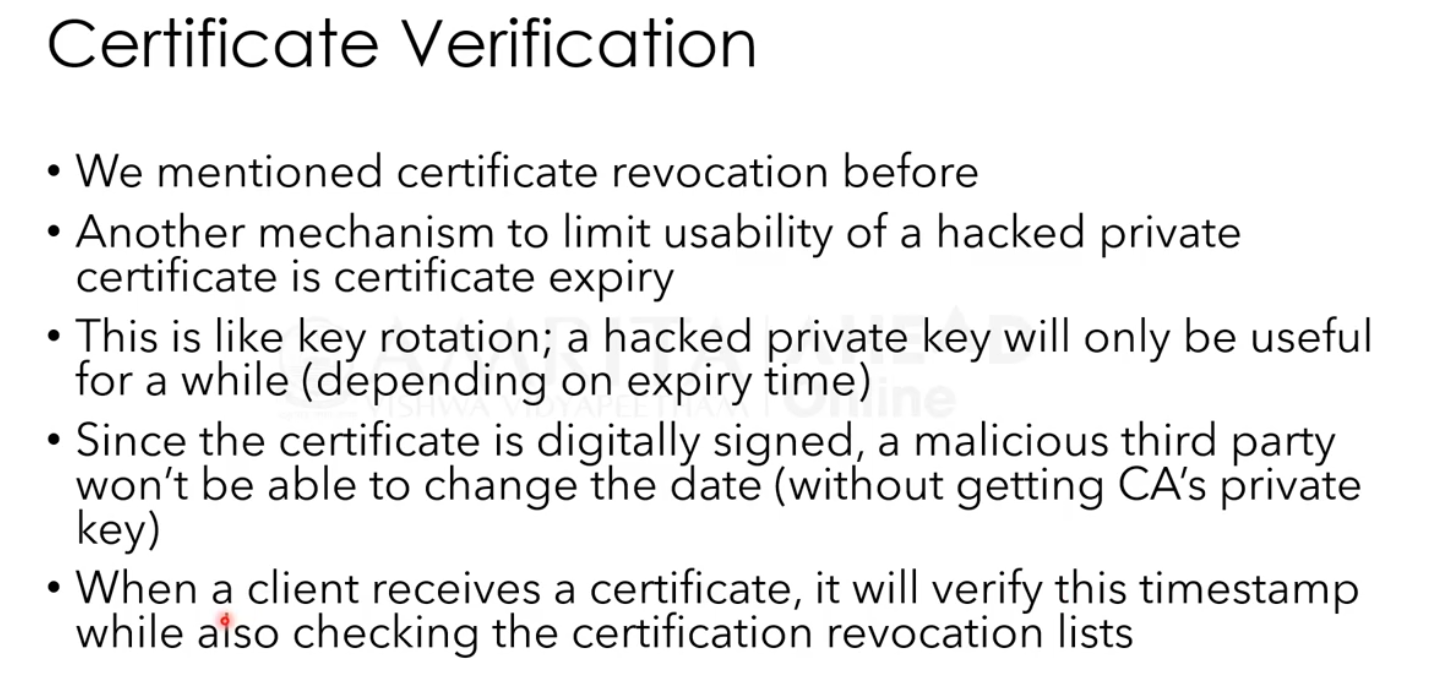 Certificate Verification
• We mentioned certificate revocation before
• Another mechanism to limit usability of a hacked private
certificate is certificate expiry
• This is like key rotation; a hacked private key will only be useful
for a while (depending on expiry time)
AMRITA AHEAD
VISHWA VIDYAPEETHAM Online
• Since the certificate is digitally signed, a malicious third party
won't be able to change the date (without getting CA's private
key)
• When a client receives a certificate, it will verify this timestamp
while also checking the certification revocation lists